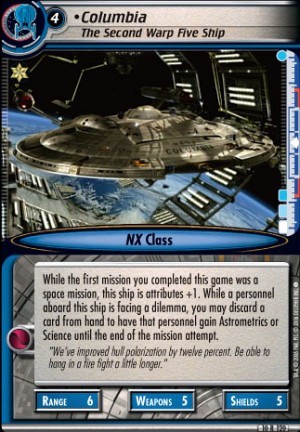 4
•Columbia
The Second Warp Five Ship
COLUMBIA
NX Class
While the first mission you completed this game was a
space mission, this ship is attributes +1. While a personnel
aboard this ship is facing a dilemma, you may discard a
card from hand to have that personnel gain Astrometrics or
Science until the end of the mission attempt.
"We've improved hull polarization by twelve percent. Be able to
hang in a fire fight a little longer."
RANGE 6 WEAPONS 5 SHIELDS 5